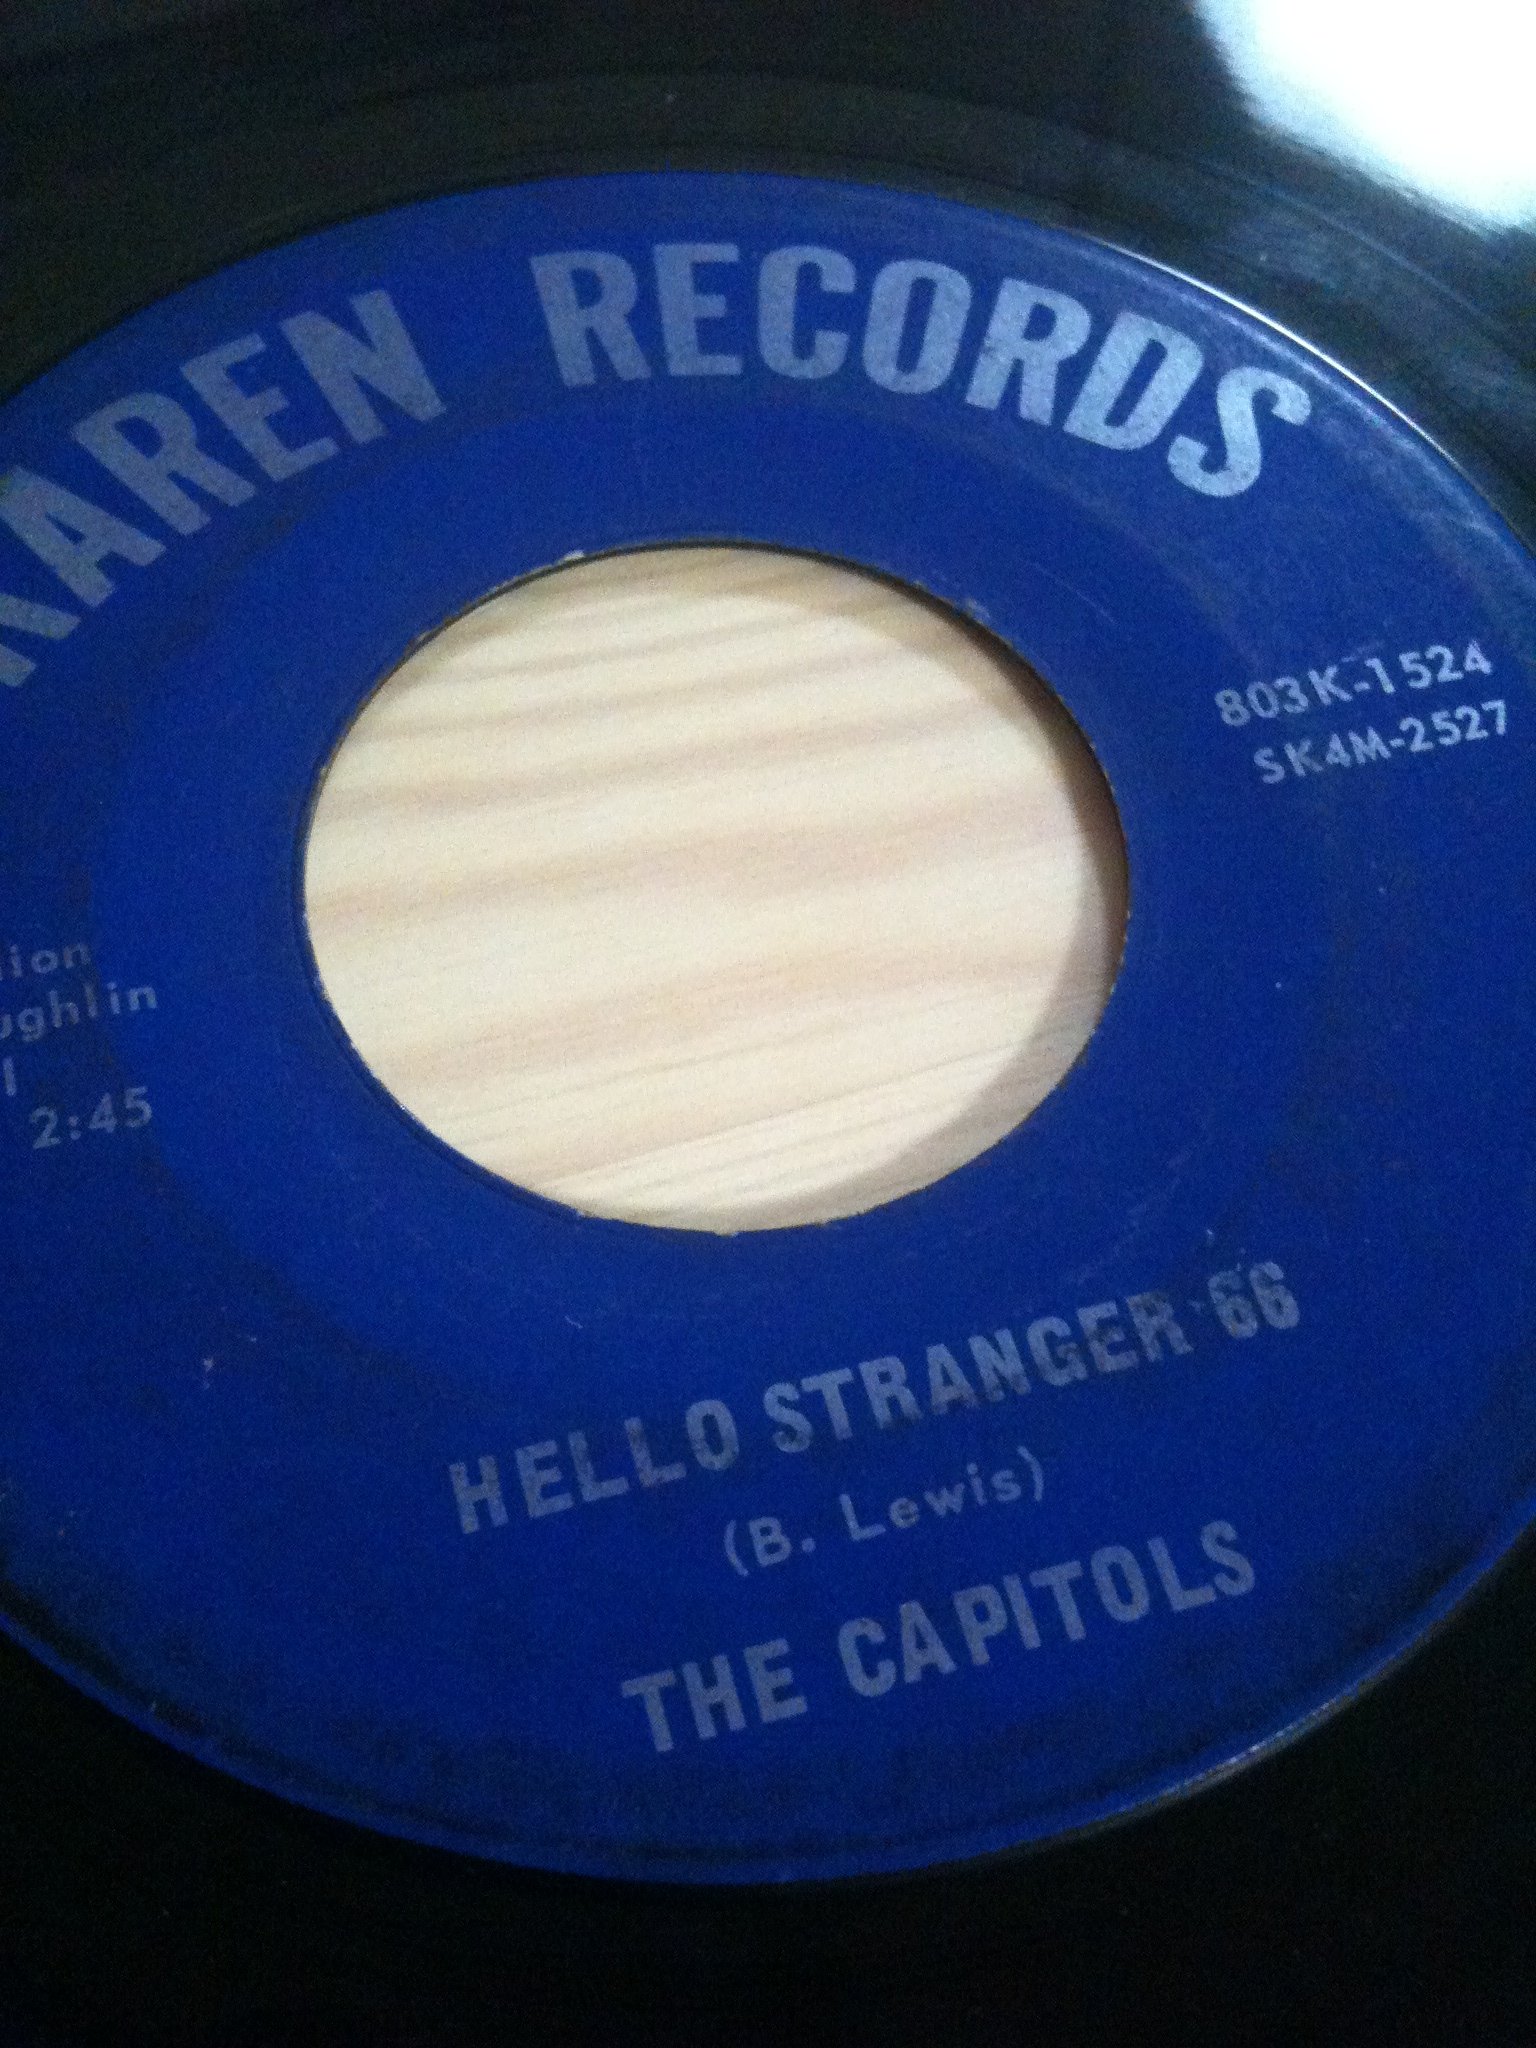 KAREN RECORDS
803K-1524
SK4M-2527
2:45
HELLO STRANGER 66
(B. Lewis)
THE CAPITOLS